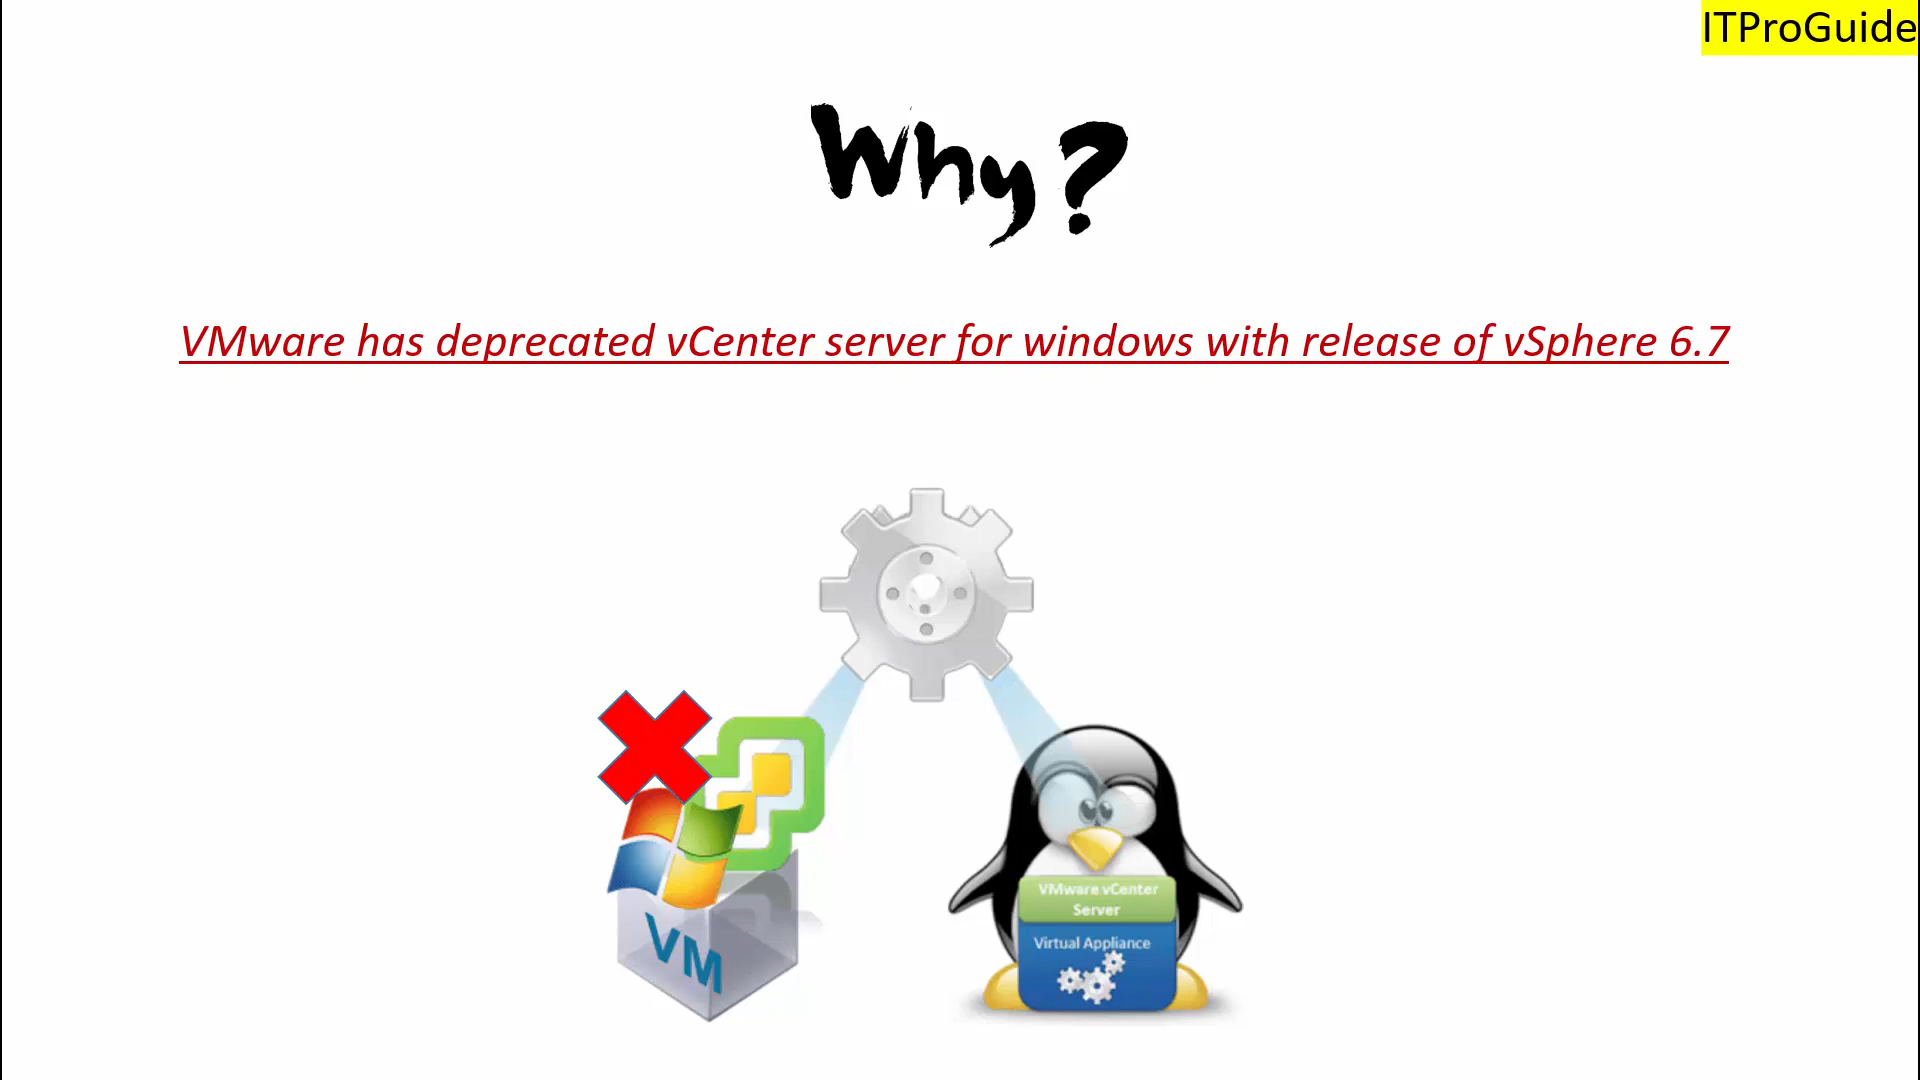 ITProGuide
Why?
VMware has deprecated vCenter server for windows with release of vSphere 6.7
VM
VMware vCenter
Server
Virtual Appliance